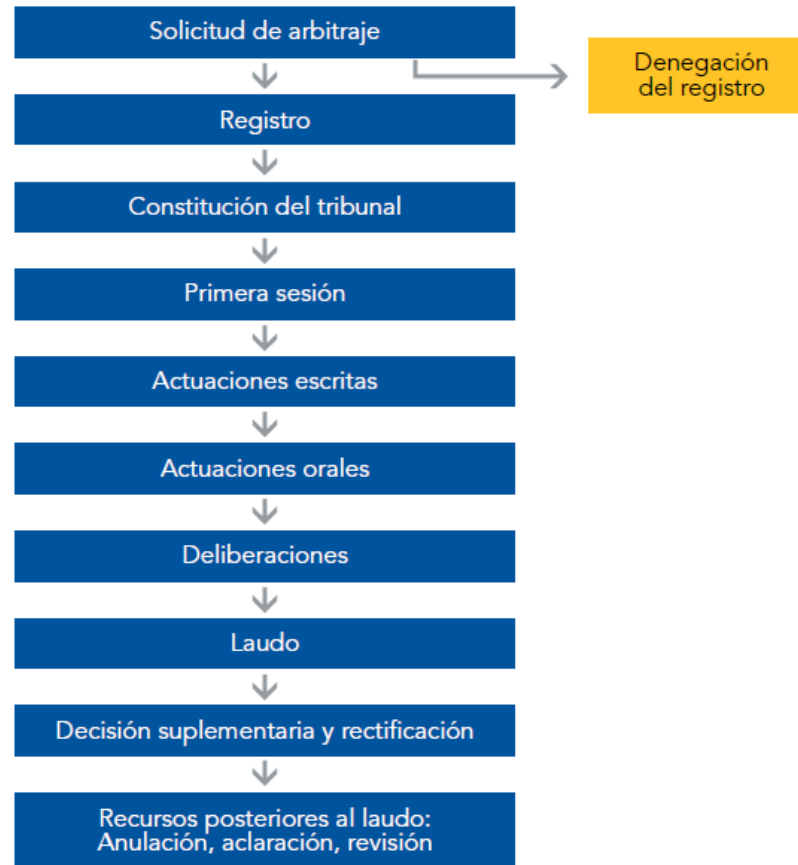 Solicitud de arbitraje
Denegación
del registro
Registro
Constitución del tribunal
Primera sesión
Actuaciones escritas
Actuaciones orales
Deliberaciones
Laudo
Decisión suplementaria y rectificación
Recursos posteriores al laudo:
Anulación, aclaración, revisión